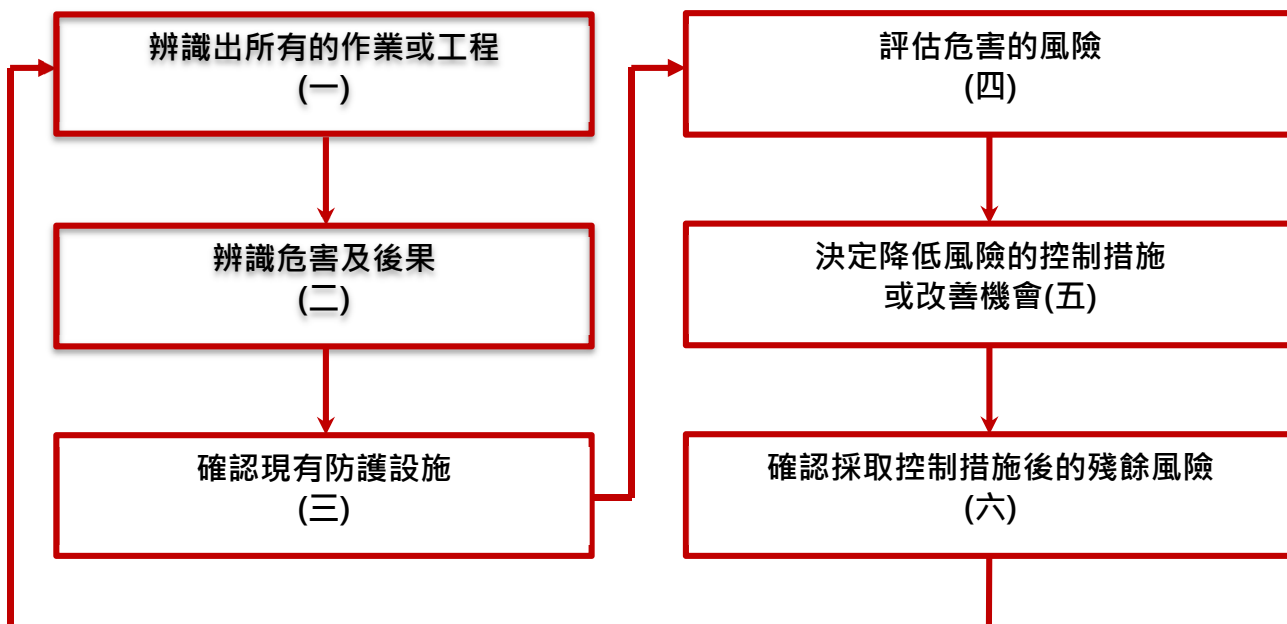 辨識出所有的作業或工程
(一)
辨識危害及後果
(二)
確認現有防護設施
(三)
評估危害的風險
(四)
決定降低風險的控制措施
或改善機會(五)
確認採取控制措施後的殘餘風險
(六)